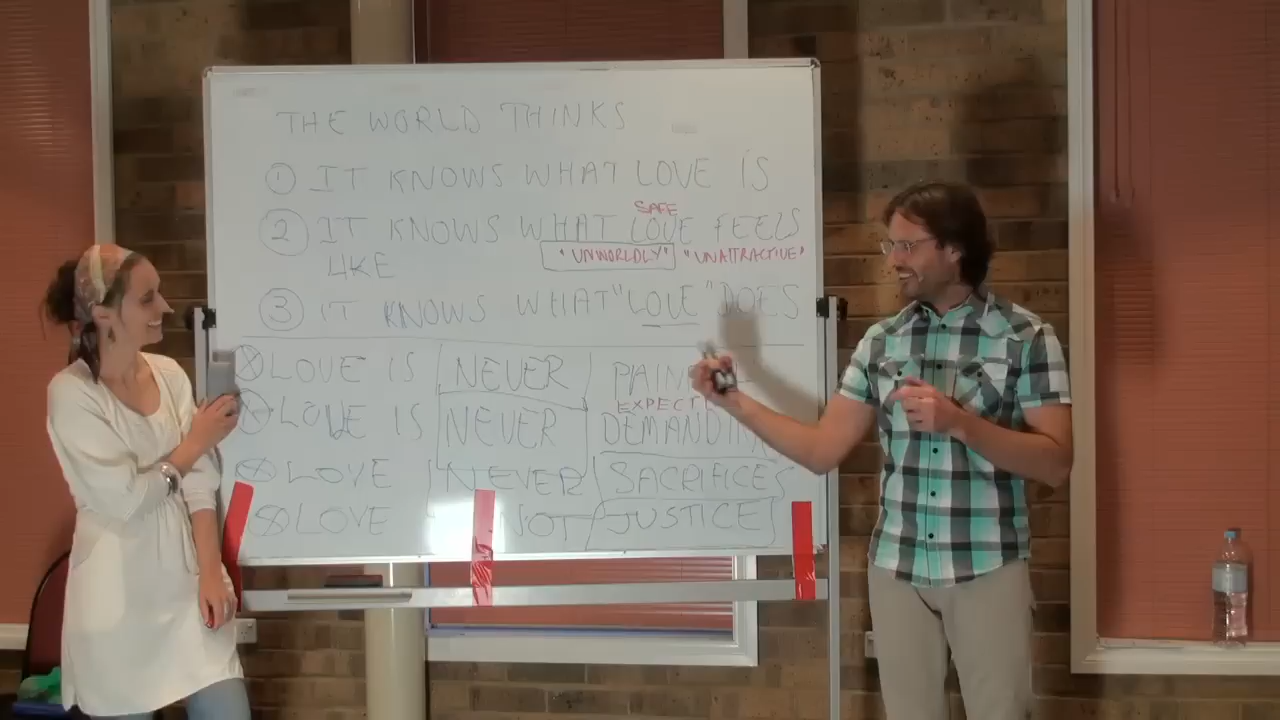 THE WORLD THINKS
① IT KNOWS WHAT LOVE IS
SAFE
② IT KNOWS WHAT LOVE FEELS
LIKE
"UNWORLDLY" "UNATTRACTIVE"
③ IT KNOWS WHAT "LOVE" DOES
LOVE IS NEVER
EXPECT
LOVE IS NEVER
LOVE NEVER SACRIFICES
LOVE NOT JUSTICE